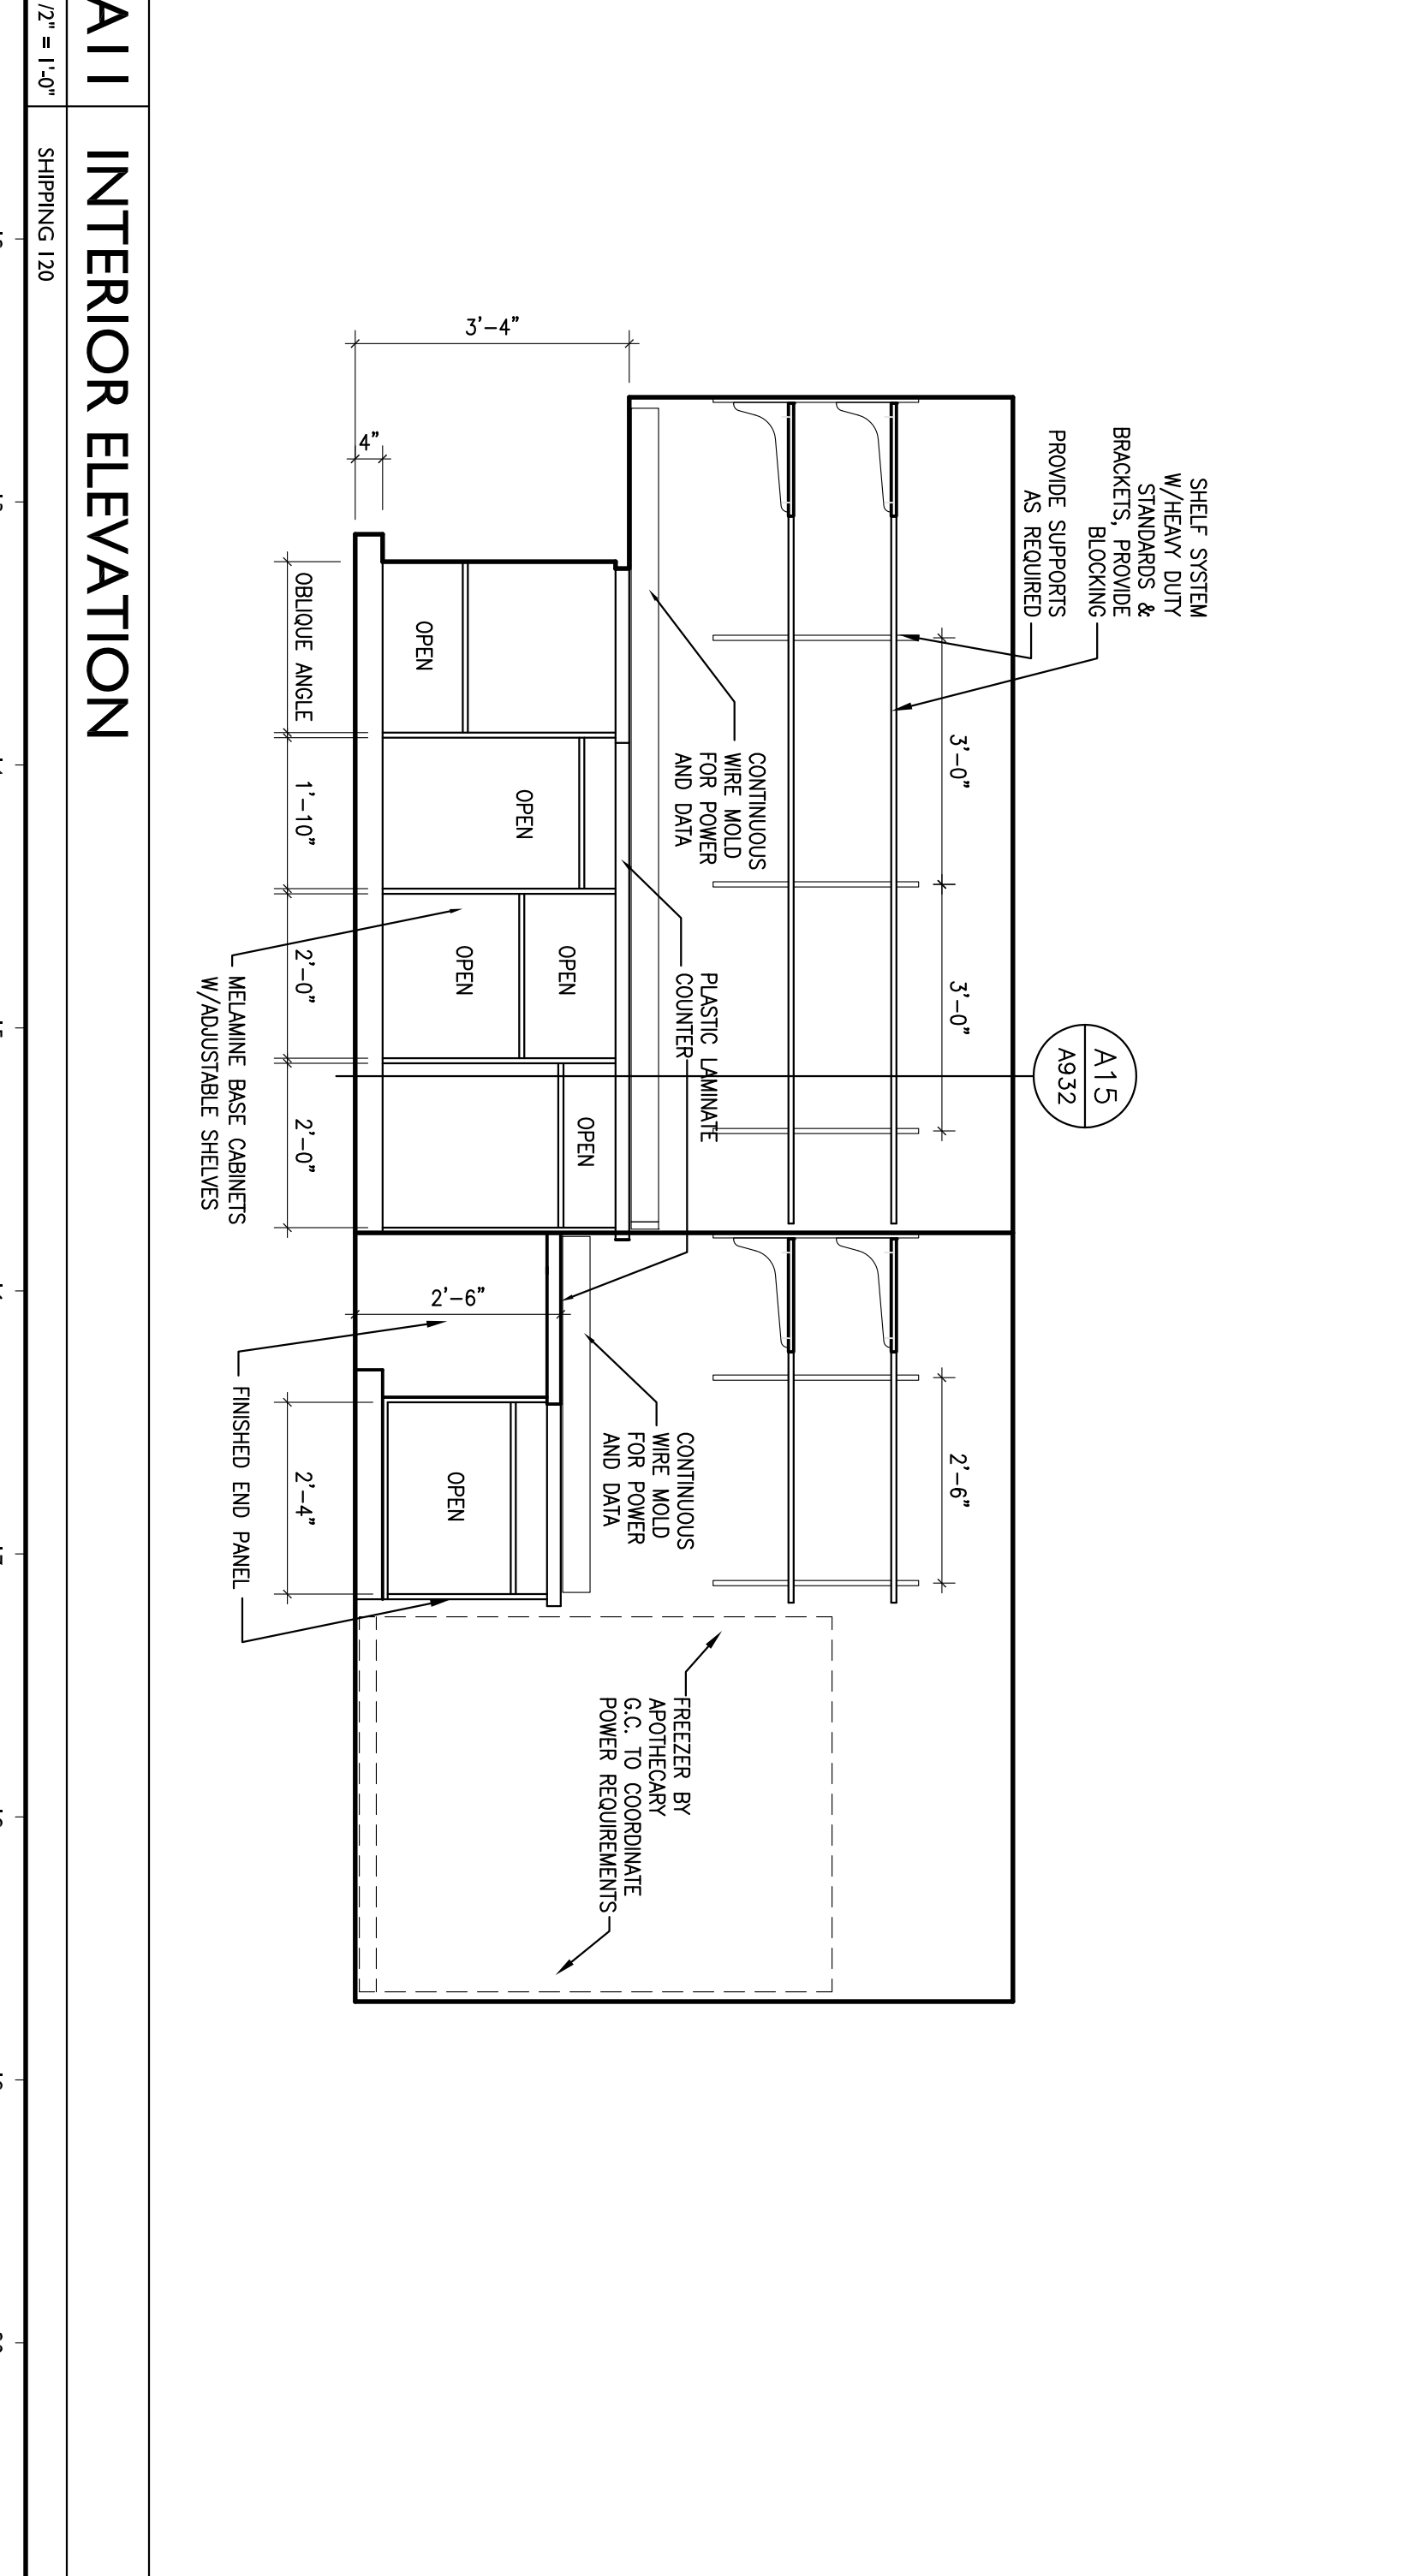 SHELF SYSTEM
W/HEAVY DUTY
STANDARDS &
BRACKETS, PROVIDE
BLOCKING
PROVIDE SUPPORTS
AS REQUIRED
A15
A932
3'-0"
3'-0"
2'-6"
3'-4"
4"
CONTINUOUS
WIRE MOLD
FOR POWER
AND DATA
PLASTIC LAMINATE
COUNTER
CONTINUOUS
WIRE MOLD
FOR POWER
AND DATA
FREEZER BY
APOTHECARY
G.C. TO COORDINATE
POWER REQUIREMENTS
OPEN
OPEN
OPEN
OPEN
OPEN
OPEN
2'-6"
OBLIQUE ANGLE
1'-10"
2'-0"
2'-0"
2'-4"
MELAMINE BASE CABINETS
W/ADJUSTABLE SHELVES
FINISHED END PANEL
A11
INTERIOR ELEVATION
/2" = 1'-0"
SHIPPING 120